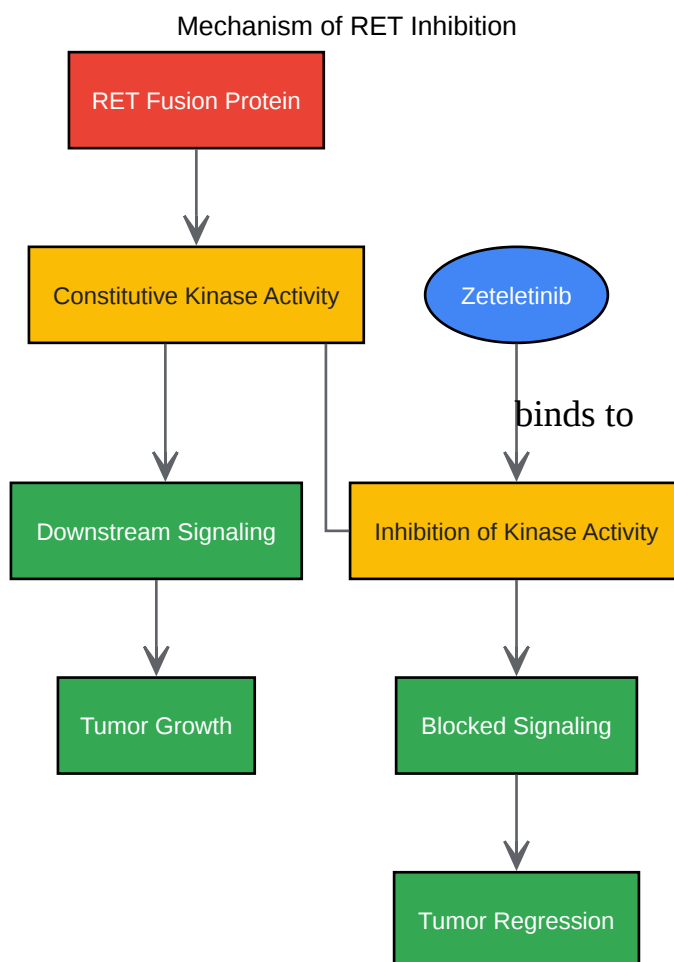 Mechanism of RET Inhibition
RET Fusion Protein
Constitutive Kinase Activity
Zeteletinib
binds to
Downstream Signaling
Inhibition of Kinase Activity
Tumor Growth
Blocked Signaling
Tumor Regression